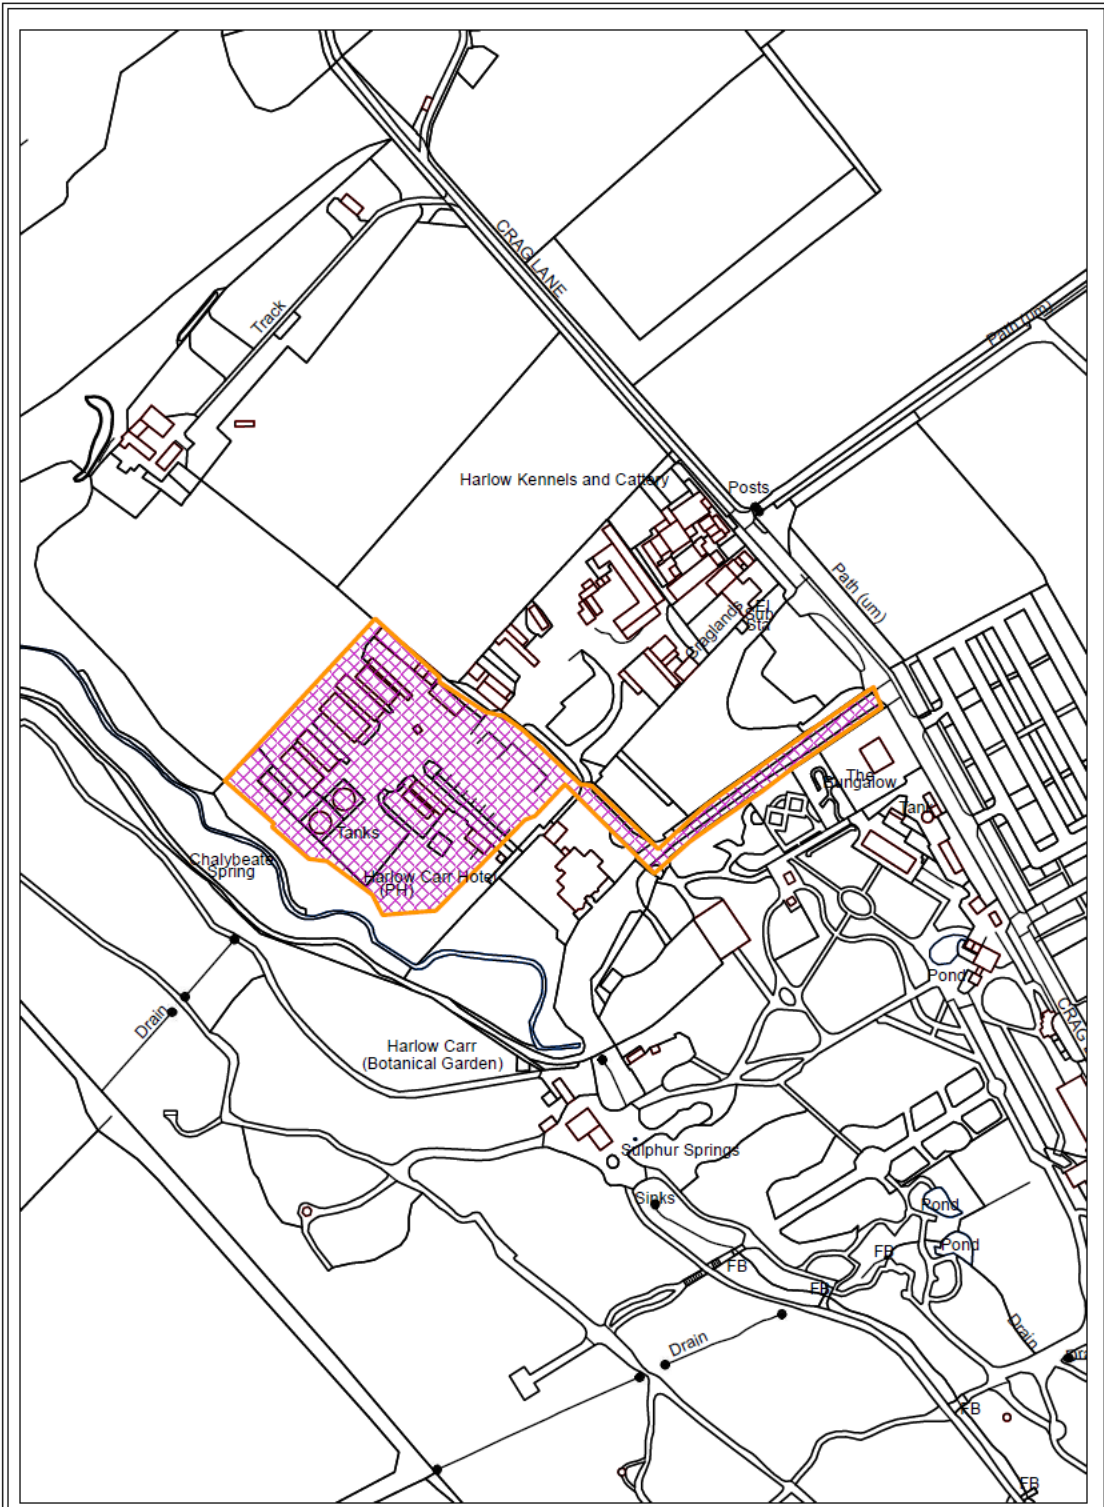 CRAG LANE
Track
Path (um)
Harlow Kennels and Cattery
Posts
Path (um)
El
Sub
Sta
Craglands
The
Bungalow
Tank
Tanks
Chalybeate
Spring
Harlow Carr Hotel
(PH)
Pond
Drain
CRAG
Harlow Carr
(Botanical Garden)
Sulphur Springs
Sinks
Pond
Pond
FB
FB
FB
Drain
Drain
Dra
FB
FB